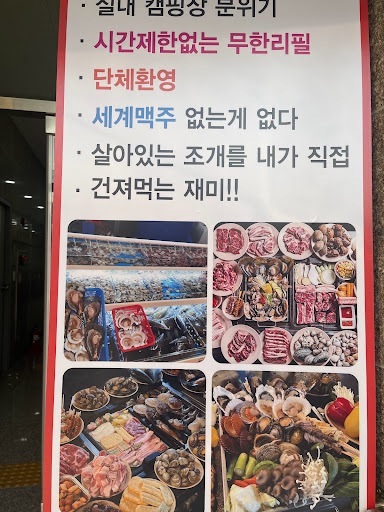 · 실내 캠핑장 분위기
· 시간제한없는 무한리필
· 단체환영
· 세계맥주 없는게 없다
· 살아있는 조개를 내가 직접
· 건져먹는 재미!!